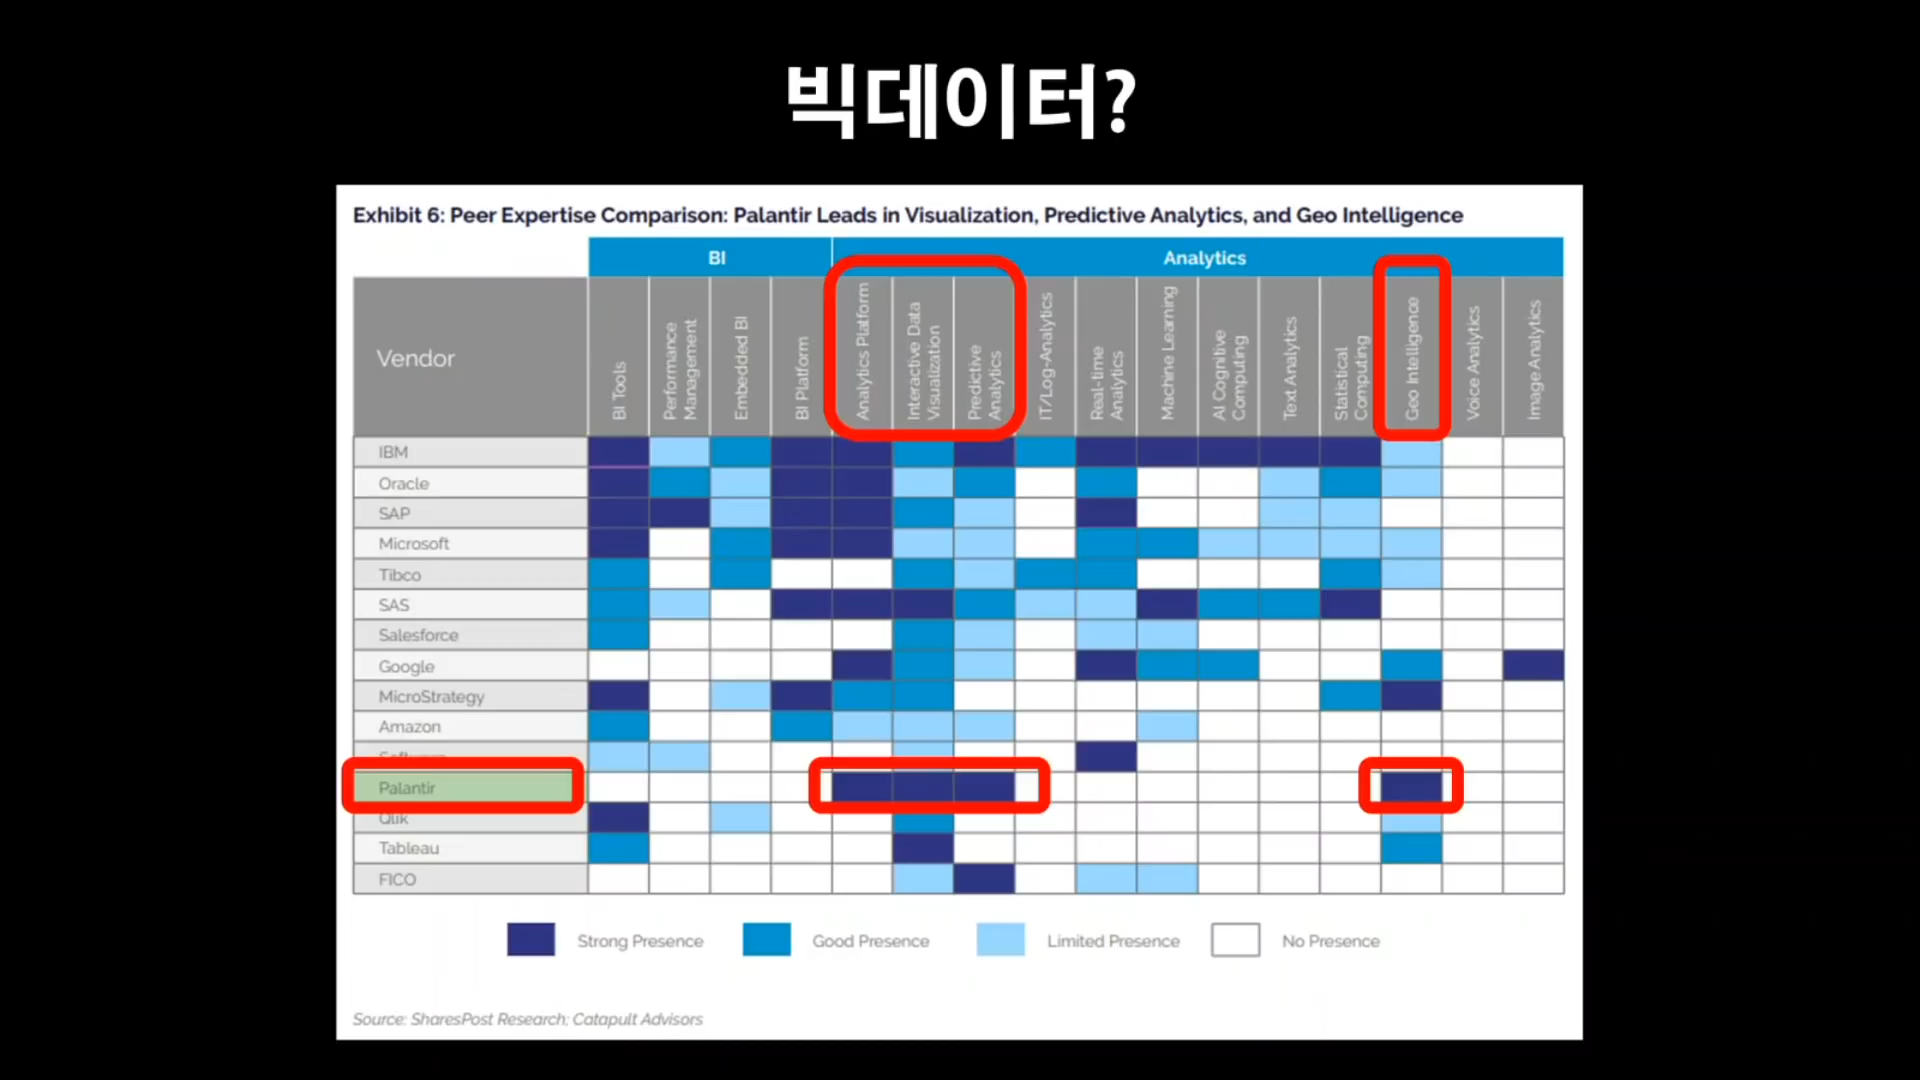 빅데이터?
Exhibit 6: Peer Expertise Comparison: Palantir Leads in Visualization, Predictive Analytics, and Geo Intelligence
BI
Analytics
Vendor
BI Tools
Performance
Management
Embedded BI
BI Platform
Analytics Platform
Interactive Data
Visualization
Predictive
Analytics
IT/Log-Analytics
Real-time
Analytics
Machine Learning
AI Cognitive
Computing
Text Analytics
Statistical
Computing
Geo Intelligence
Voice Analytics
Image Analytics
IBM
Oracle
SAP
Microsoft
Tibco
SAS
Salesforce
Google
MicroStrategy
Amazon
Palantir
Qlik
Tableau
FICO
Strong Presence
Good Presence
Limited Presence
No Presence
Source: SharesPost Research; Catapult Advisors